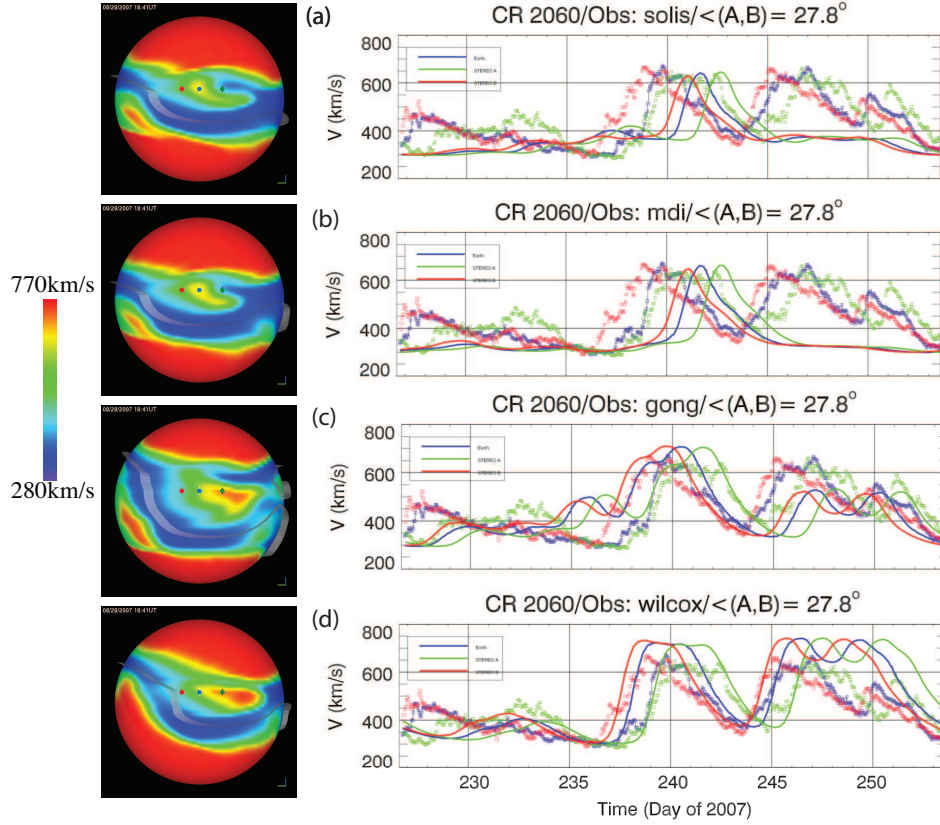 (a)
CR 2060/Obs: solis/<(A,B)= 27.8°
08/28/2007 18:41UT
800
600
400
200
V (km/s)
Earth
STEREO A
STEREO B
(b)
CR 2060/Obs: mdi/<(A,B)= 27.8°
08/28/2007 18:41UT
800
600
400
200
V (km/s)
Earth
STEREO A
STEREO B
770km/s
280km/s
(c)
CR 2060/Obs: gong/<(A,B)= 27.8°
08/28/2007 18:41UT
800
600
400
200
V (km/s)
Earth
STEREO A
STEREO B
(d)
CR 2060/Obs: wilcox/<(A,B)= 27.8°
08/28/2007 18:41UT
800
600
400
200
V (km/s)
Earth
STEREO A
STEREO B
230 235 240 245 250
Time (Day of 2007)